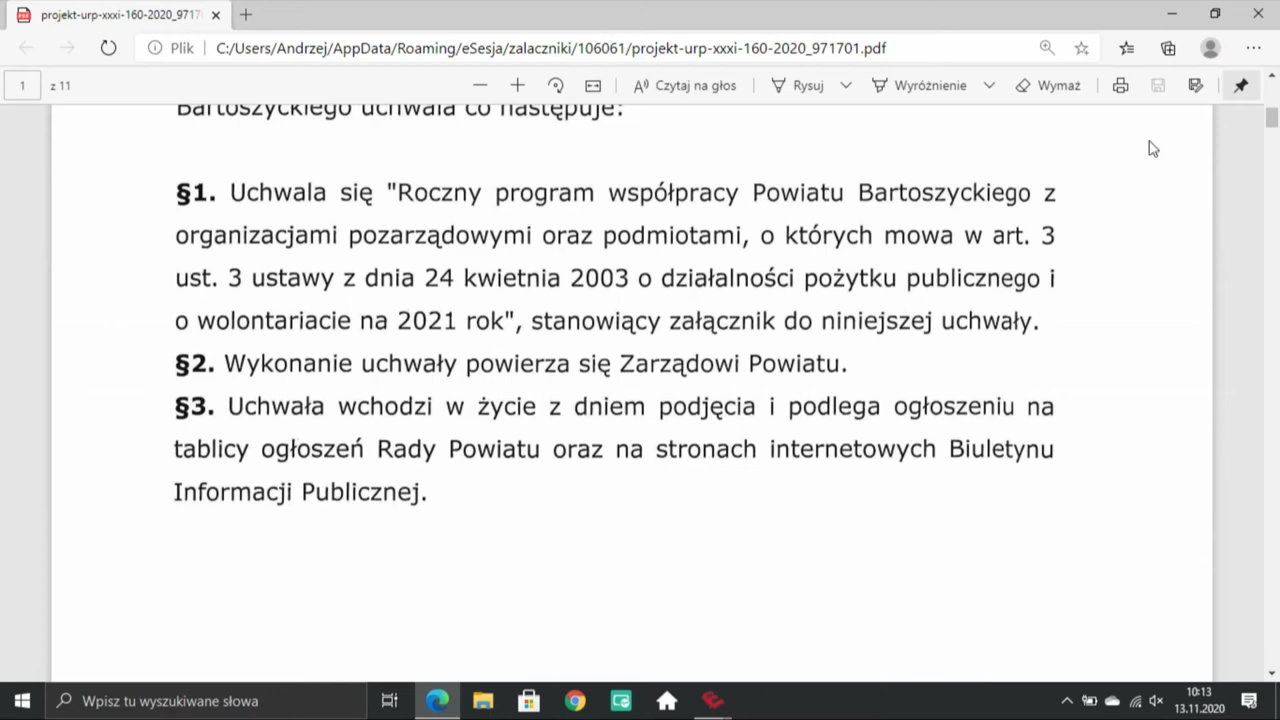 projekt-urp-xxxi-160-2020_9717
Plik
C:/Users/Andrzej/AppData/Roaming/eSesja/zalaczniki/106061/projekt-urp-xxxi-160-2020_971701.pdf
1 z 11
Czytaj na głos
Rysuj
Wyróżnienie
Wymaż
Bartoszyckiego uchwala co następuje:
§1. Uchwala się "Roczny program współpracy Powiatu Bartoszyckiego z
organizacjami pozarządowymi oraz podmiotami, o których mowa w art. 3
ust. 3 ustawy z dnia 24 kwietnia 2003 o działalności pożytku publicznego i
o wolontariacie na 2021 rok", stanowiący załącznik do niniejszej uchwały.
§2. Wykonanie uchwały powierza się Zarządowi Powiatu.
§3. Uchwała wchodzi w życie z dniem podjęcia i podlega ogłoszeniu na
tablicy ogłoszeń Rady Powiatu oraz na stronach internetowych Biuletynu
Informacji Publicznej.
Wpisz tu wyszukiwane słowa
10:13
13.11.2020